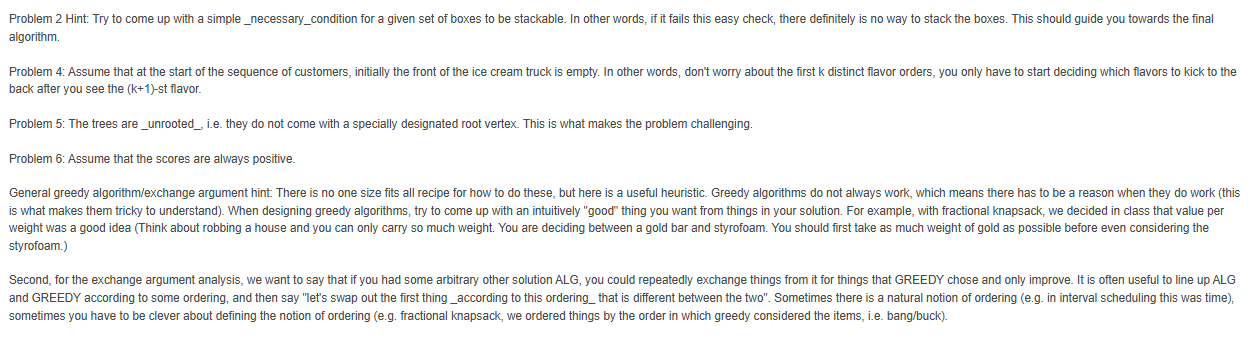 Problem 2 Hint: Try to come up with a simple _necessary_condition for a given set of boxes to be stackable. In other words, if it fails this easy check, there definitely is no way to stack the boxes. This should guide you towards the final
algorithm.
Problem 4: Assume that at the start of the sequence of customers, initially the front of the ice cream truck is empty. In other words, don't worry about the first k distinct flavor orders, you only have to start deciding which flavors to kick to the
back after you see the (k+1)-st flavor.
Problem 5: The trees are _unrooted_, i.e. they do not come with a specially designated root vertex. This is what makes the problem challenging.
Problem 6: Assume that the scores are always positive.
General greedy algorithm/exchange argument hint: There is no one size fits all recipe for how to do these, but here is a useful heuristic. Greedy algorithms do not always work, which means there has to be a reason when they do work (this
is what makes them tricky to understand). When designing greedy algorithms, try to come up with an intuitively "good" thing you want from things in your solution. For example, with fractional knapsack, we decided in class that value per
weight was a good idea (Think about robbing a house and you can only carry so much weight. You are deciding between a gold bar and styrofoam. You should first take as much weight of gold as possible before even considering the
styrofoam.)
Second, for the exchange argument analysis, we want to say that if you had some arbitrary other solution ALG, you could repeatedly exchange things from it for things that GREEDY chose and only improve. It is often useful to line up ALG
and GREEDY according to some ordering, and then say "let's swap out the first thing _according to this ordering_ that is different between the two". Sometimes there is a natural notion of ordering (e.g. in interval scheduling this was time),
sometimes you have to be clever about defining the notion of ordering (e.g. fractional knapsack, we ordered things by the order in which greedy considered the items, i.e. bang/buck).